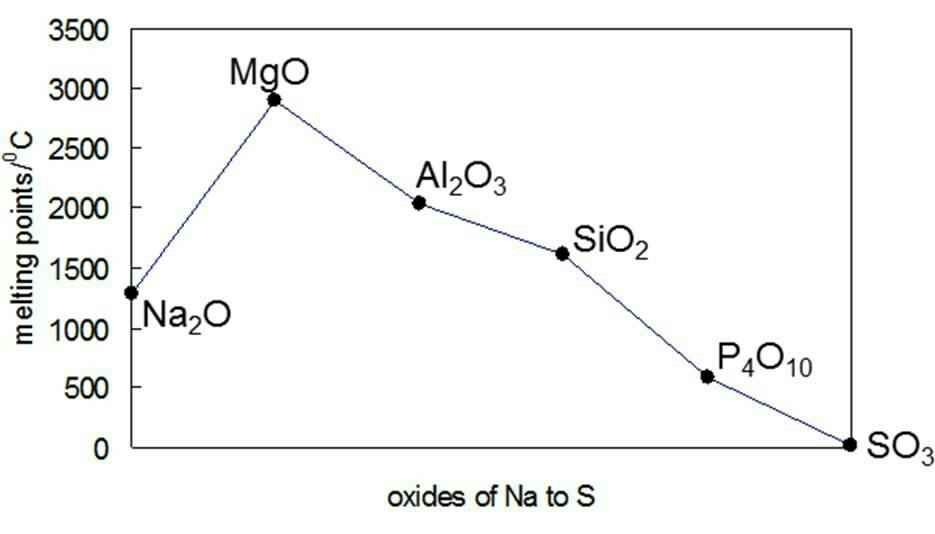 3500
MgO
3000
2500
Al₂O₃
2000
SiO₂
1500
Na₂O
1000
P₄O₁₀
500
0
SO₃
melting points/⁰C
oxides of Na to S